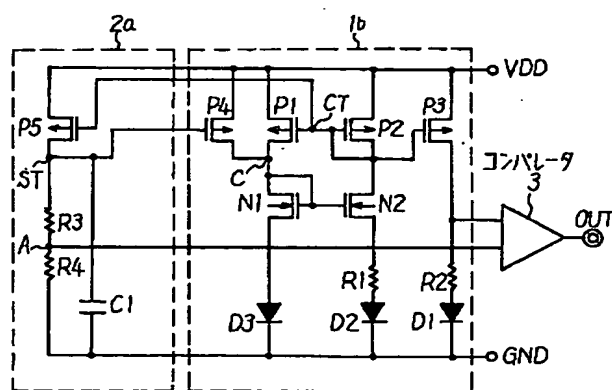 2a
1b
VDD
P5
P4
P1
CT
P2
P3
ST
C
コンパレータ
3
N1
N2
OUT
R3
A
R4
R1
R2
C1
D3
D2
D1
GND